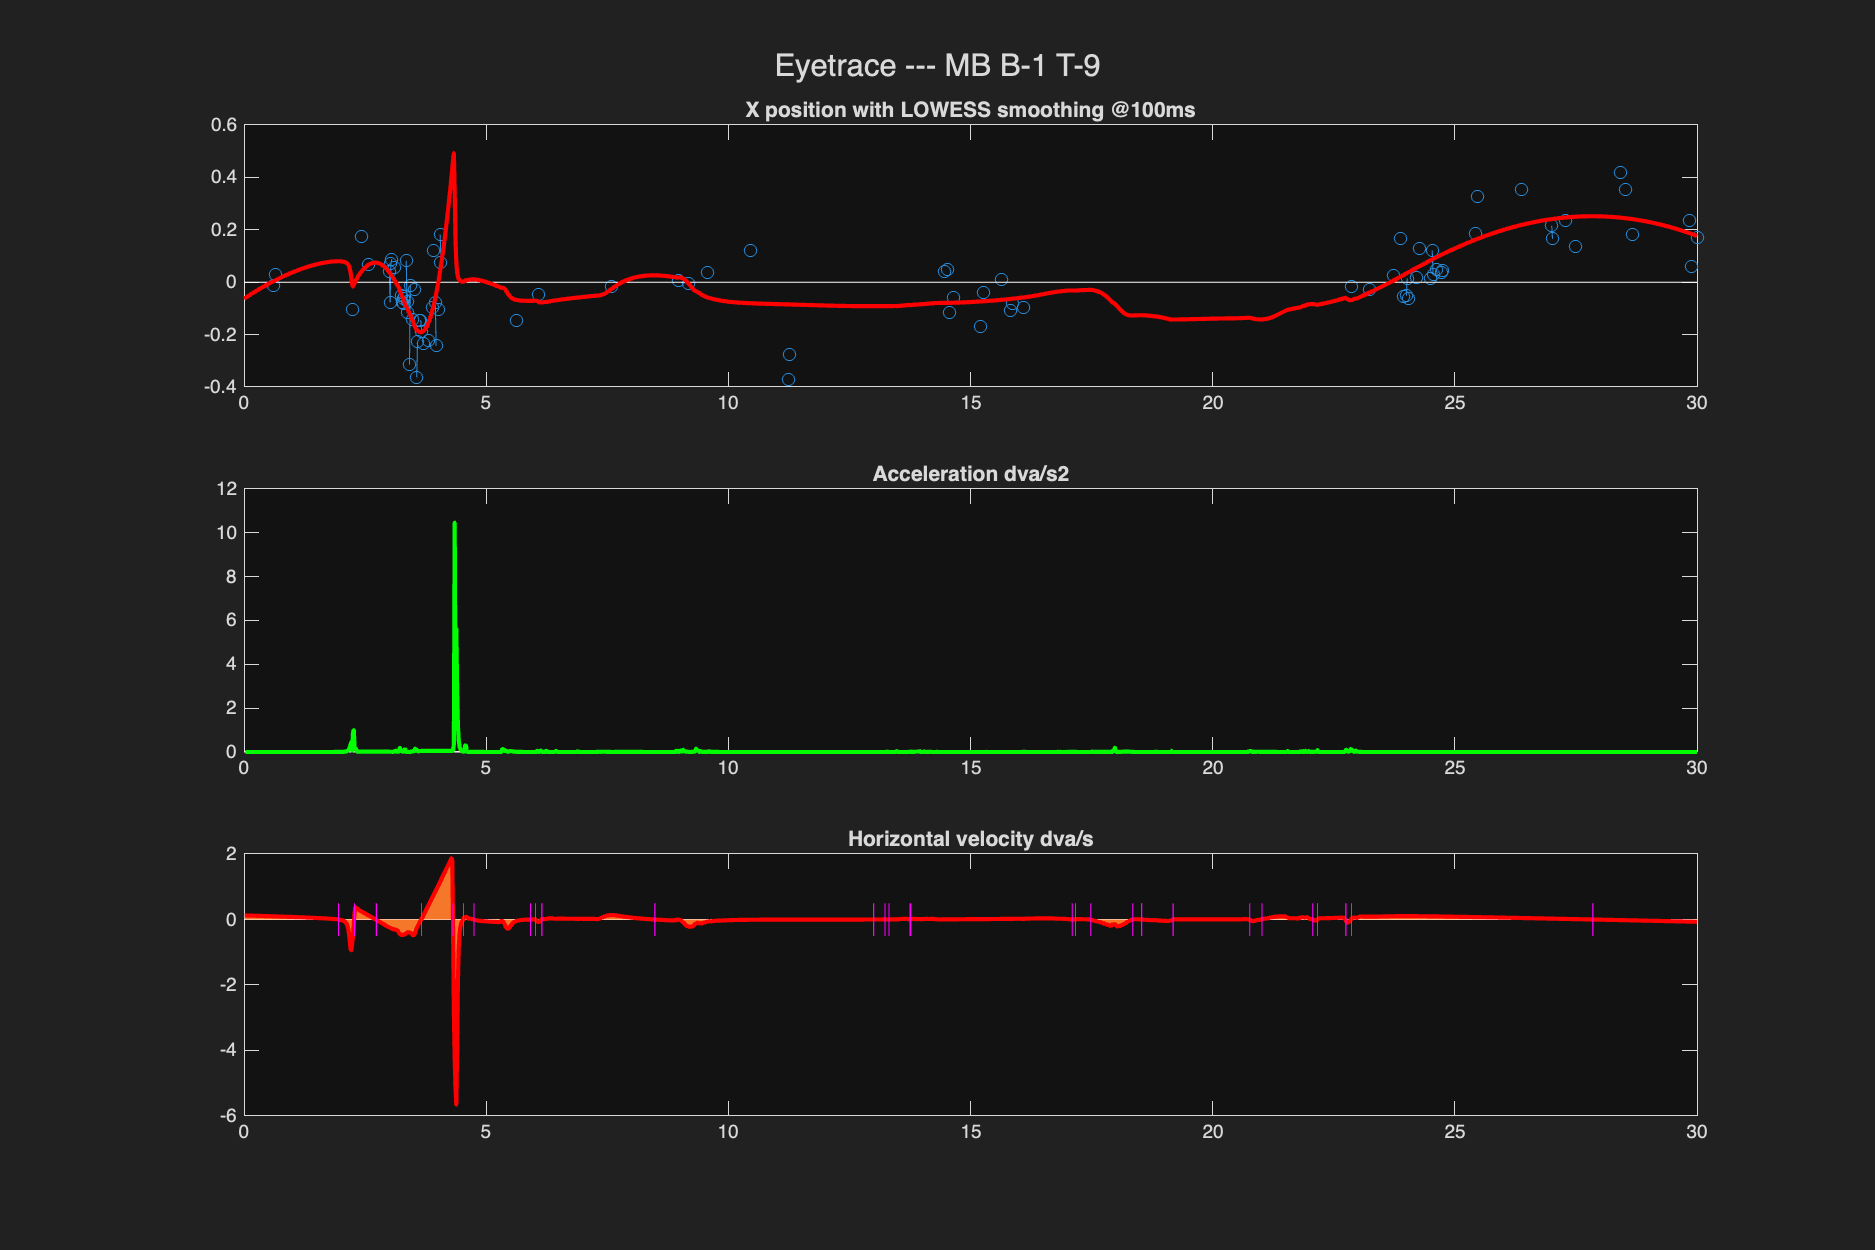 Eyetrace --- MB B-1 T-9
X position with LOWESS smoothing @100ms
0.6
0.4
0.2
0
-0.2
-0.4
0 5 10 15 20 25 30
Acceleration dva/s2
12
10
8
6
4
2
0
0 5 10 15 20 25 30
Horizontal velocity dva/s
2
0
-2
-4
-6
0 5 10 15 20 25 30